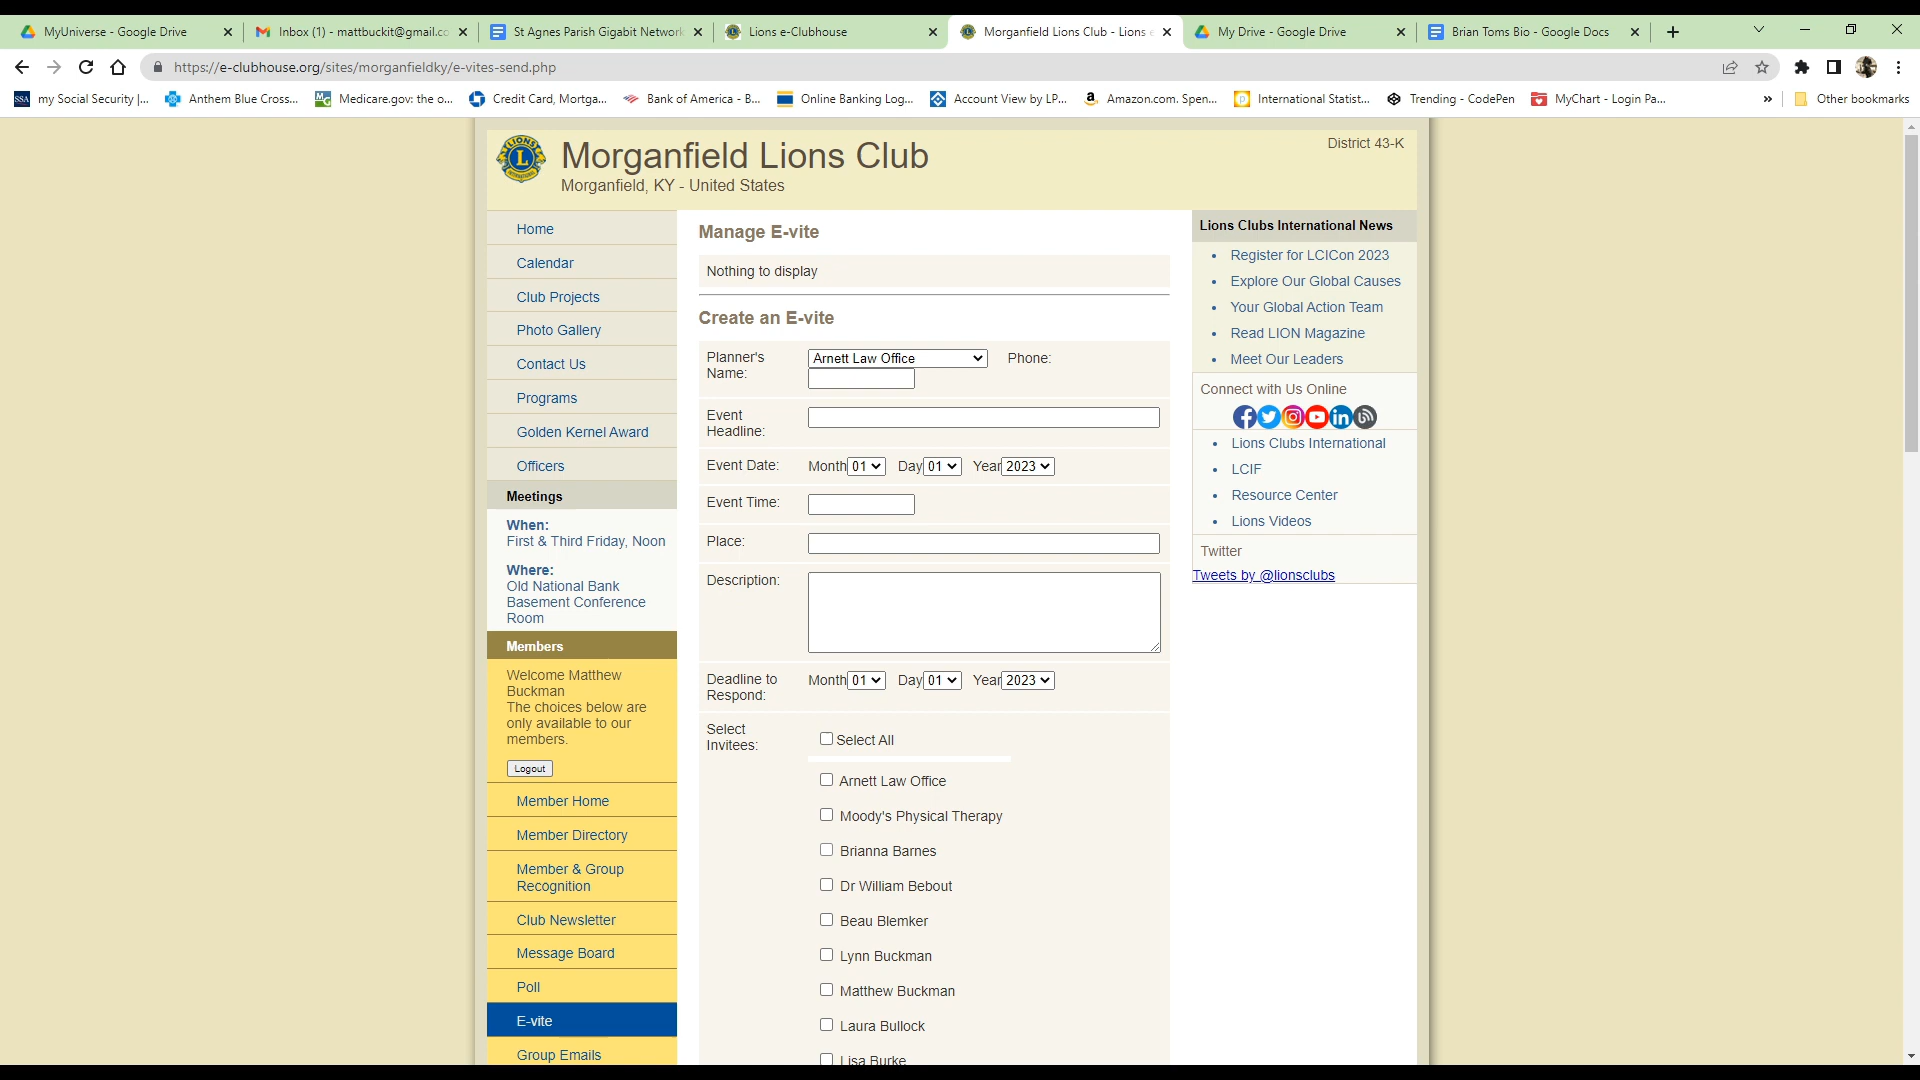 MyUniverse - Google Drive
Inbox (1) - mattbuckit@gmail.co
St Agnes Parish Gigabit Network
Lions e-Clubhouse
Morganfield Lions Club - Lions e
My Drive - Google Drive
Brian Toms Bio - Google Docs
https://e-clubhouse.org/sites/morganfieldky/e-vites-send.php
my Social Security |...
Anthem Blue Cross...
Medicare.gov: the o...
Credit Card, Mortga...
Bank of America - B...
Online Banking Log...
Account View by LP...
Amazon.com. Spen...
International Statist...
Trending - CodePen
MyChart - Login Pa...
»
Other bookmarks
Morganfield Lions Club
Morganfield, KY - United States
District 43-K
Home
Calendar
Club Projects
Photo Gallery
Contact Us
Programs
Golden Kernel Award
Officers
Meetings
When:
First & Third Friday, Noon
Where:
Old National Bank
Basement Conference
Room
Members
Welcome Matthew
Buckman
The choices below are
only available to our
members.
Logout
Member Home
Member Directory
Member & Group
Recognition
Club Newsletter
Message Board
Poll
E-vite
Group Emails
Manage E-vite
Nothing to display
Create an E-vite
Planner's
Name:
Arnett Law Office
Phone:
Event
Headline:
Event Date:
Month 01 Day 01 Year 2023
Event Time:
Place:
Description:
Deadline to
Respond:
Month 01 Day 01 Year 2023
Select
Invitees:
Select All
Arnett Law Office
Moody's Physical Therapy
Brianna Barnes
Dr William Bebout
Beau Blemker
Lynn Buckman
Matthew Buckman
Laura Bullock
Lisa Burke
Lions Clubs International News
Register for LCICon 2023
Explore Our Global Causes
Your Global Action Team
Read LION Magazine
Meet Our Leaders
Connect with Us Online
Lions Clubs International
LCIF
Resource Center
Lions Videos
Twitter
Tweets by @lionsclubs